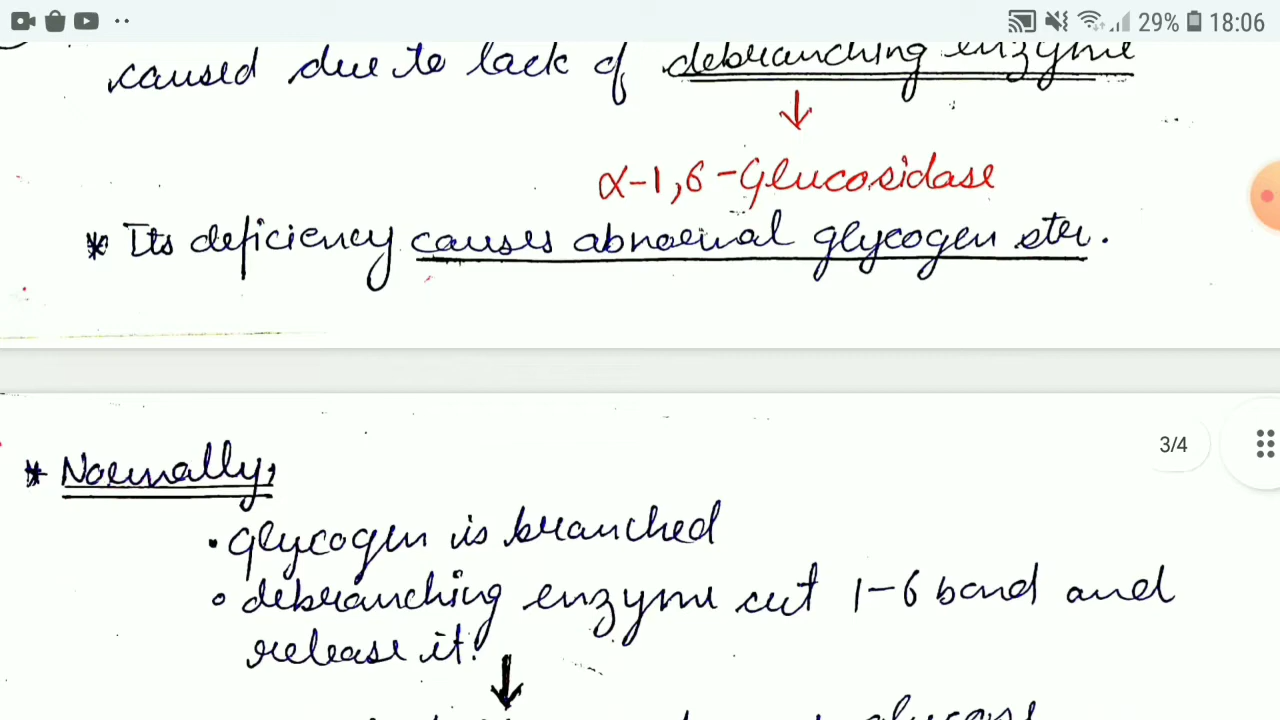 29% 18:06
caused due to lack of debranching enzyme
↓
α-1,6-Glucosidase
* Its deficiency causes abnormal glycogen str.
3/4
* Normally,
• glycogen is branched
• debranching enzyme cut 1-6 bond and
release it.
↓
glucose